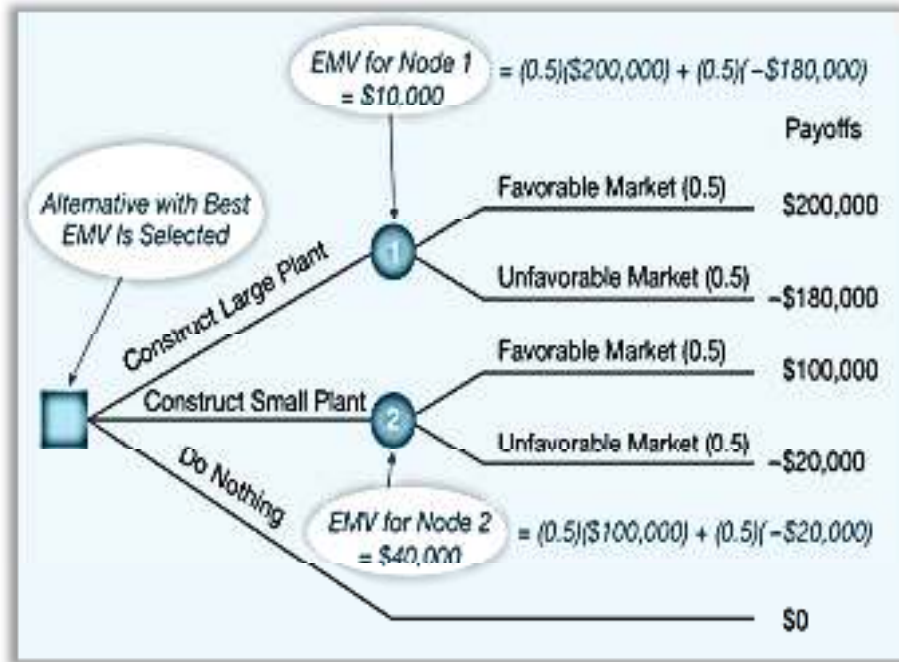 EMV for Node 1
= $10,000
= (0.5)($200,000) + (0.5)(−$180,000)
Payoffs
Alternative with Best
EMV Is Selected
Favorable Market (0.5)
$200,000
1
Construct Large Plant
Unfavorable Market (0.5)
−$180,000
Favorable Market (0.5)
$100,000
Construct Small Plant
2
Unfavorable Market (0.5)
−$20,000
Do Nothing
EMV for Node 2
= $40,000
= (0.5)($100,000) + (0.5)(−$20,000)
$0